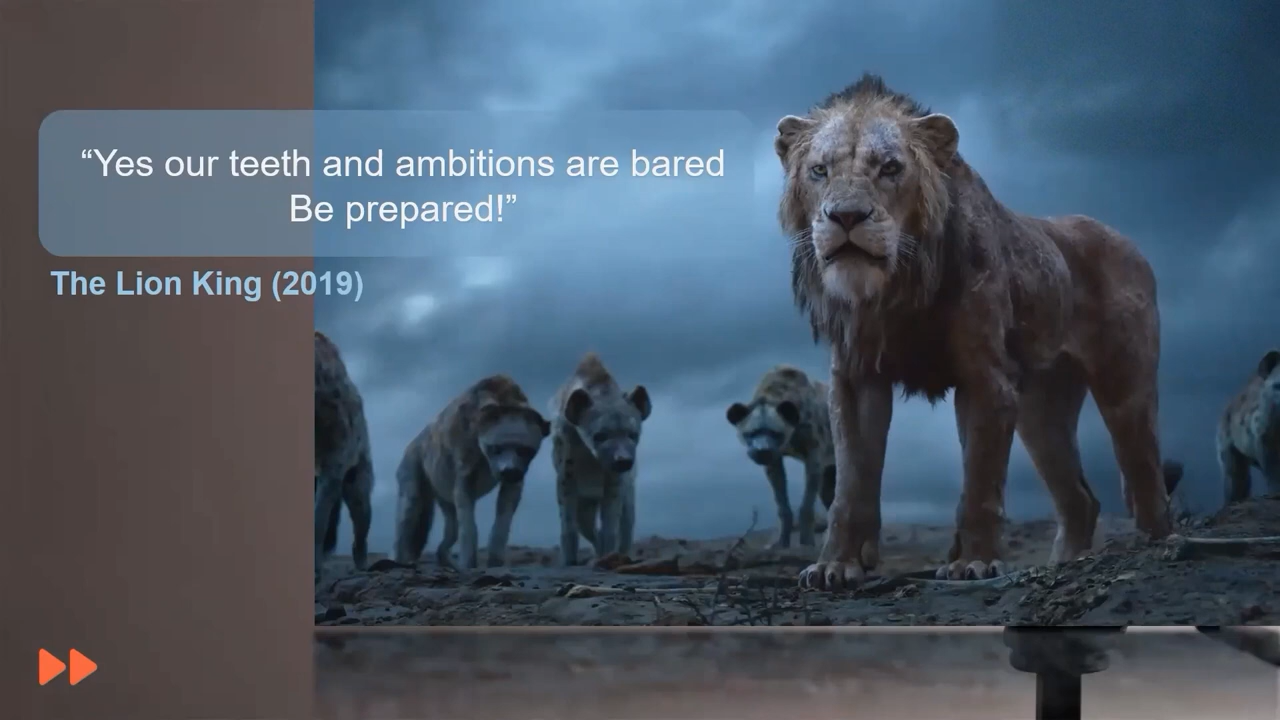 “Yes our teeth and ambitions are bared
Be prepared!”
The Lion King (2019)